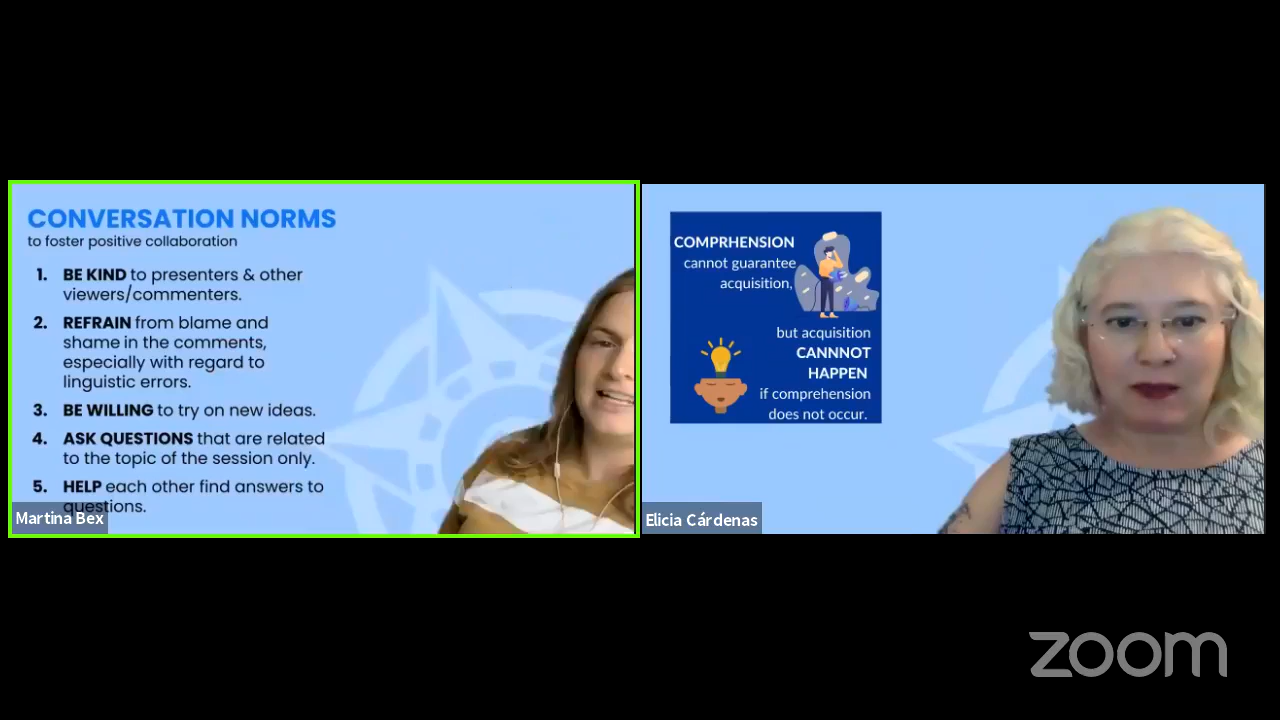 CONVERSATION NORMS
to foster positive collaboration
1. BE KIND to presenters & other
viewers/commenters.
2. REFRAIN from blame and
shame in the comments,
especially with regard to
linguistic errors.
3. BE WILLING to try on new ideas.
4. ASK QUESTIONS that are related
to the topic of the session only.
5. HELP each other find answers to
questions.
Martina Bex
COMPRHENSION
cannot guarantee
acquisition,
but acquisition
CANNNOT
HAPPEN
if comprehension
does not occur.
Elicia Cárdenas
zoom